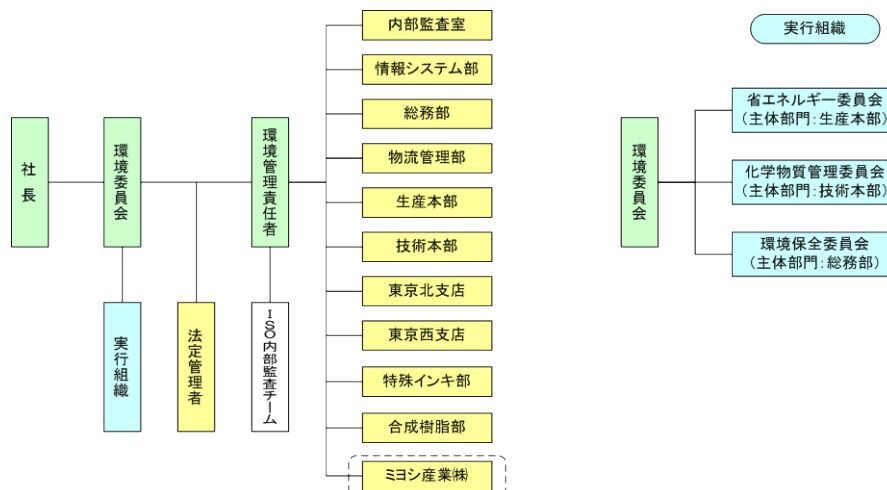 社長
環境委員会
環境管理責任者
実行組織
法定管理者
ISO内部監査チーム
内部監査室
情報システム部
総務部
物流管理部
生産本部
技術本部
東京北支店
東京西支店
特殊インキ部
合成樹脂部
ミヨシ産業㈱
実行組織
環境委員会
省エネルギー委員会
（主体部門：生産本部）
化学物質管理委員会
（主体部門：技術本部）
環境保全委員会
（主体部門：総務部）